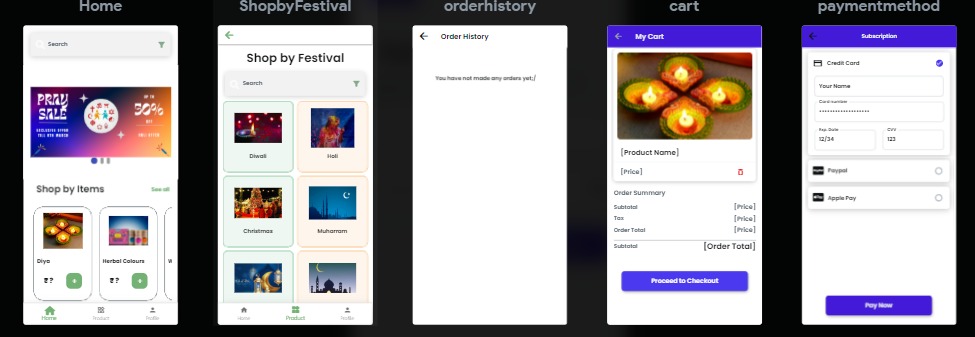 Home
ShopbyFestival
orderhistory
cart
paymentmethod
Search
PRAY
SALE
EXCLUSIVE OFFER
UP TO
50%
OFF
HOLI OFFER
Shop by Items
See all
Diya
₹ ?
+
Herbal Colours
₹ ?
+
Home
Product
Profile
Shop by Festival
Search
Diwali
Holi
Christmas
Muharram
Home
Product
Profile
Order History
You have not made any orders yet;/
My Cart
[Product Name]
[Price]
Order Summary
Subtotal
[Price]
Tax
[Price]
Order Total
[Price]
Subtotal
[Order Total]
Proceed to Checkout
Subscription
Credit Card
Your Name
Card number
Exp. Date
12/34
CVV
123
Paypal
Apple Pay
Pay Now